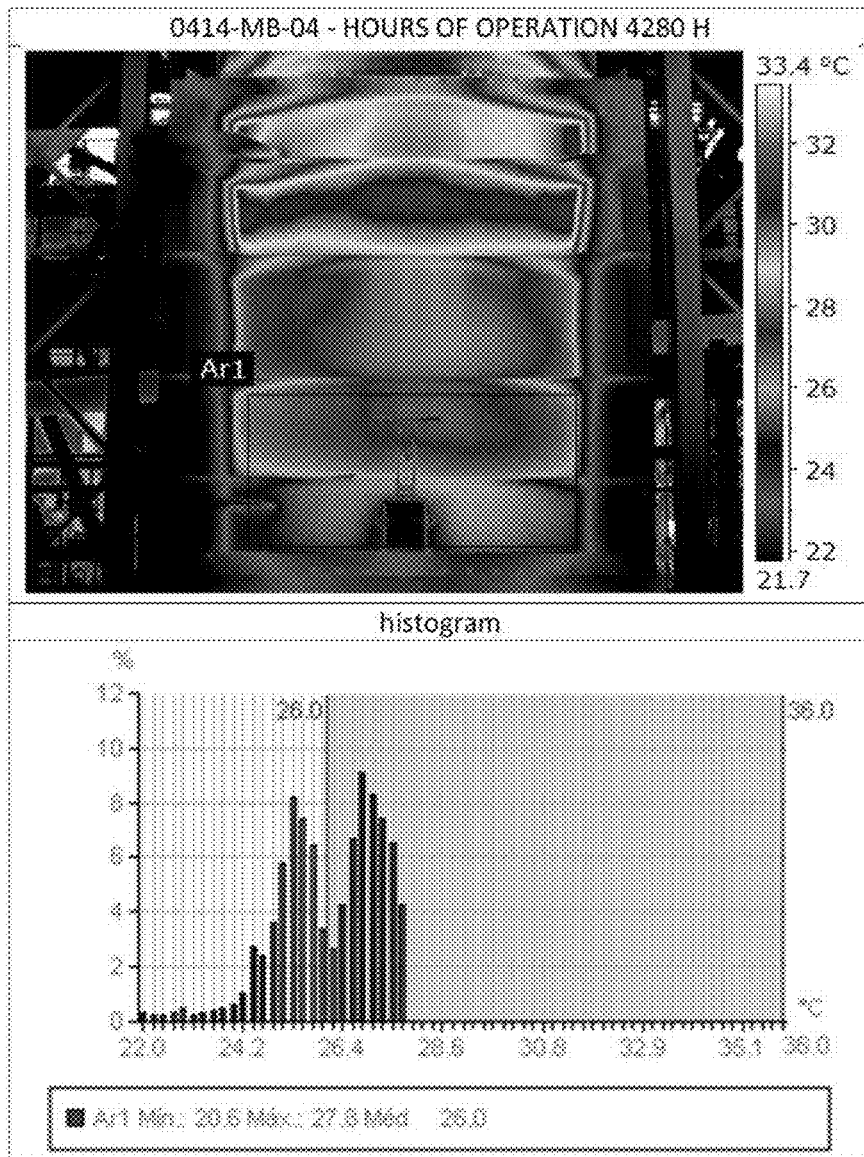 0414-MB-04 - HOURS OF OPERATION 4280 H
33.4 °C
32
30
28
26
24
22
21.7
Ar1
histogram
%
12
10
8
6
4
2
0
26.0
36.0
°C
22.0 24.2 26.4 28.6 30.8 32.9 35.1 36.0
Ar1 Mín.: 20.6 Máx.: 27.8 Méd 26.0